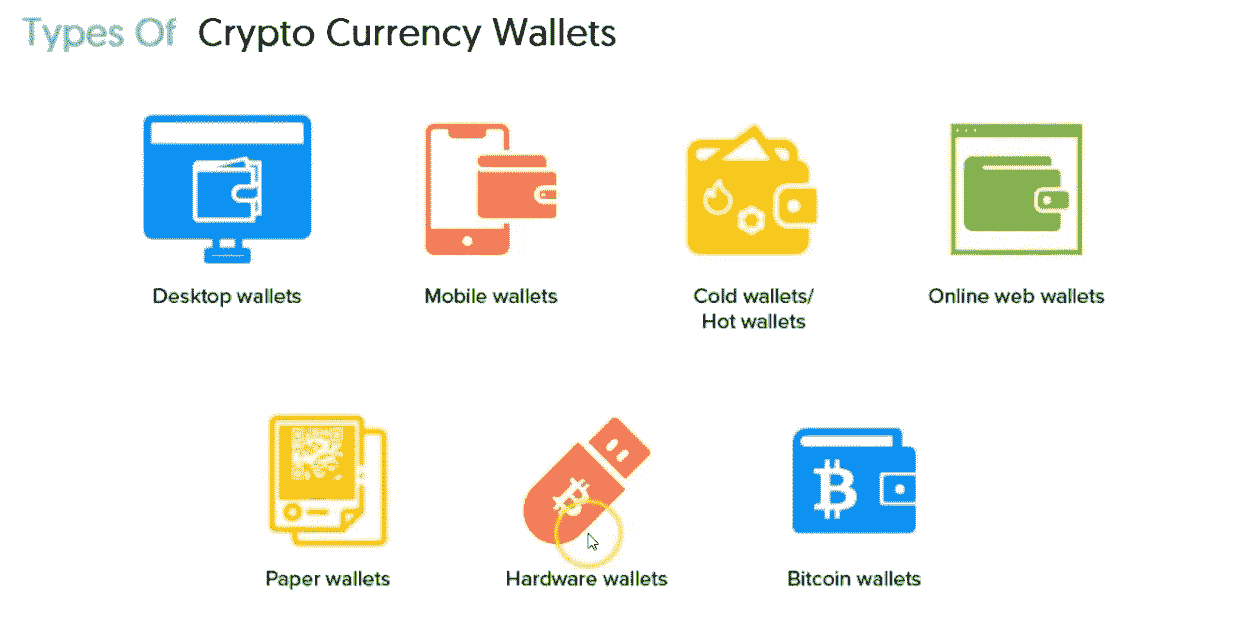 Types Of Crypto Currency Wallets
Desktop wallets
Mobile wallets
Cold wallets/
Hot wallets
Online web wallets
Paper wallets
Hardware wallets
Bitcoin wallets